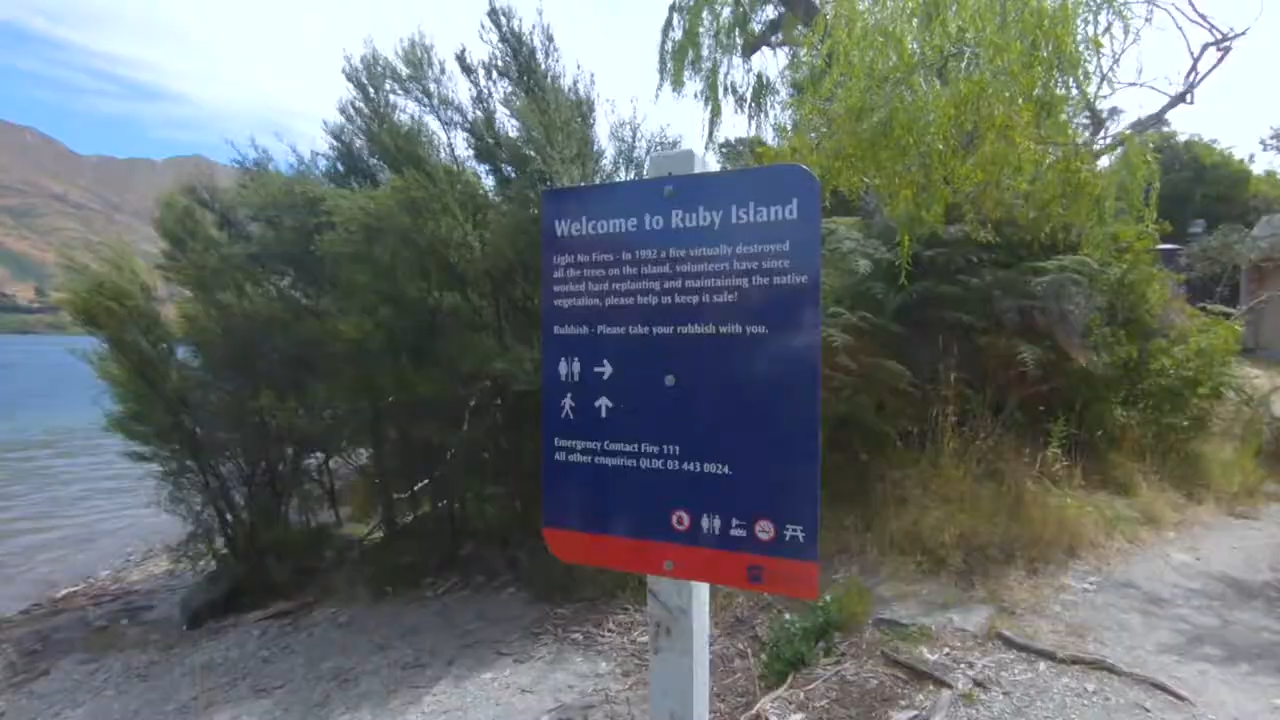 Welcome to Ruby Island
Light No Fires - In 1992 a fire virtually destroyed
all the trees on the island, volunteers have since
worked hard replanting and maintaining the native
vegetation, please help us keep it safe!
Rubbish - Please take your rubbish with you.
Emergency Contact Fire 111
All other enquiries QLDC 03 443 0024.